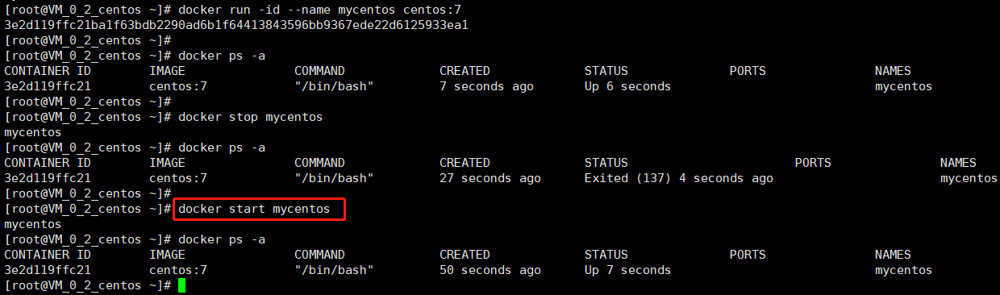 [root@VM_0_2_centos ~]# docker run -id --name mycentos centos:7
3e2d119ffc21ba1f63bdb2290ad6b1f64413843596bb9367ede22d6125933ea1
[root@VM_0_2_centos ~]#
[root@VM_0_2_centos ~]# docker ps -a
CONTAINER ID        IMAGE               COMMAND             CREATED             STATUS              PORTS               NAMES
3e2d119ffc21        centos:7            "/bin/bash"         7 seconds ago       Up 6 seconds                            mycentos
[root@VM_0_2_centos ~]#
[root@VM_0_2_centos ~]# docker stop mycentos
mycentos
[root@VM_0_2_centos ~]# docker ps -a
CONTAINER ID        IMAGE               COMMAND             CREATED             STATUS                       PORTS               NAMES
3e2d119ffc21        centos:7            "/bin/bash"         27 seconds ago      Exited (137) 4 seconds ago                       mycentos
[root@VM_0_2_centos ~]#
[root@VM_0_2_centos ~]# docker start mycentos
mycentos
[root@VM_0_2_centos ~]# docker ps -a
CONTAINER ID        IMAGE               COMMAND             CREATED             STATUS              PORTS               NAMES
3e2d119ffc21        centos:7            "/bin/bash"         50 seconds ago      Up 7 seconds                            mycentos
[root@VM_0_2_centos ~]#